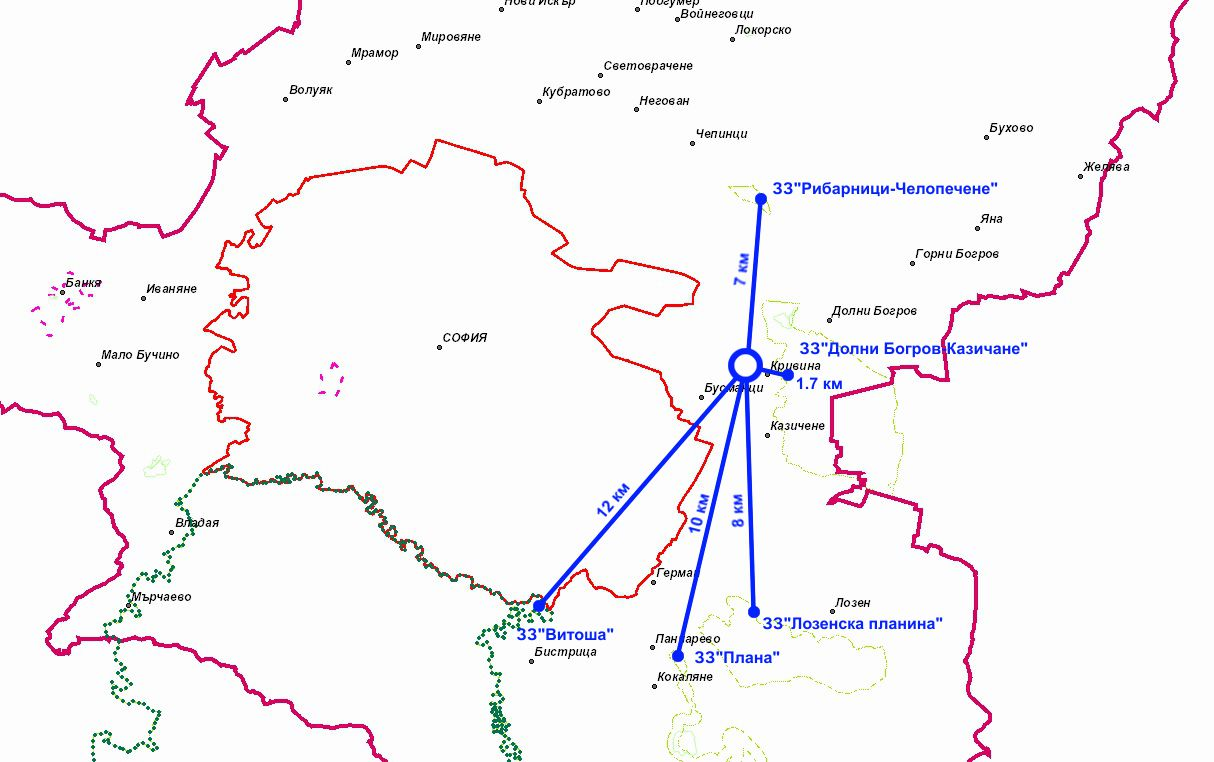 Нови Искър
Подгумер
Войнеговци
Локорско
Мировяне
Мрамор
Световрачене
Волуяк
Кубратово
Негован
Чепинци
Бухово
Желява
ЗЗ"Рибарници-Челопечене"
Яна
Горни Богров
7 км
Банкя
Иваняне
Долни Богров
СОФИЯ
ЗЗ"Долни Богров-Казичане"
Мало Бучино
Кривина
1.7 км
Бусманци
Казичене
12 км
10 км
8 км
Владая
Герман
Мърчаево
Лозен
ЗЗ"Лозенска планина"
ЗЗ"Витоша"
Панчарево
Бистрица
ЗЗ"Плана"
Кокаляне